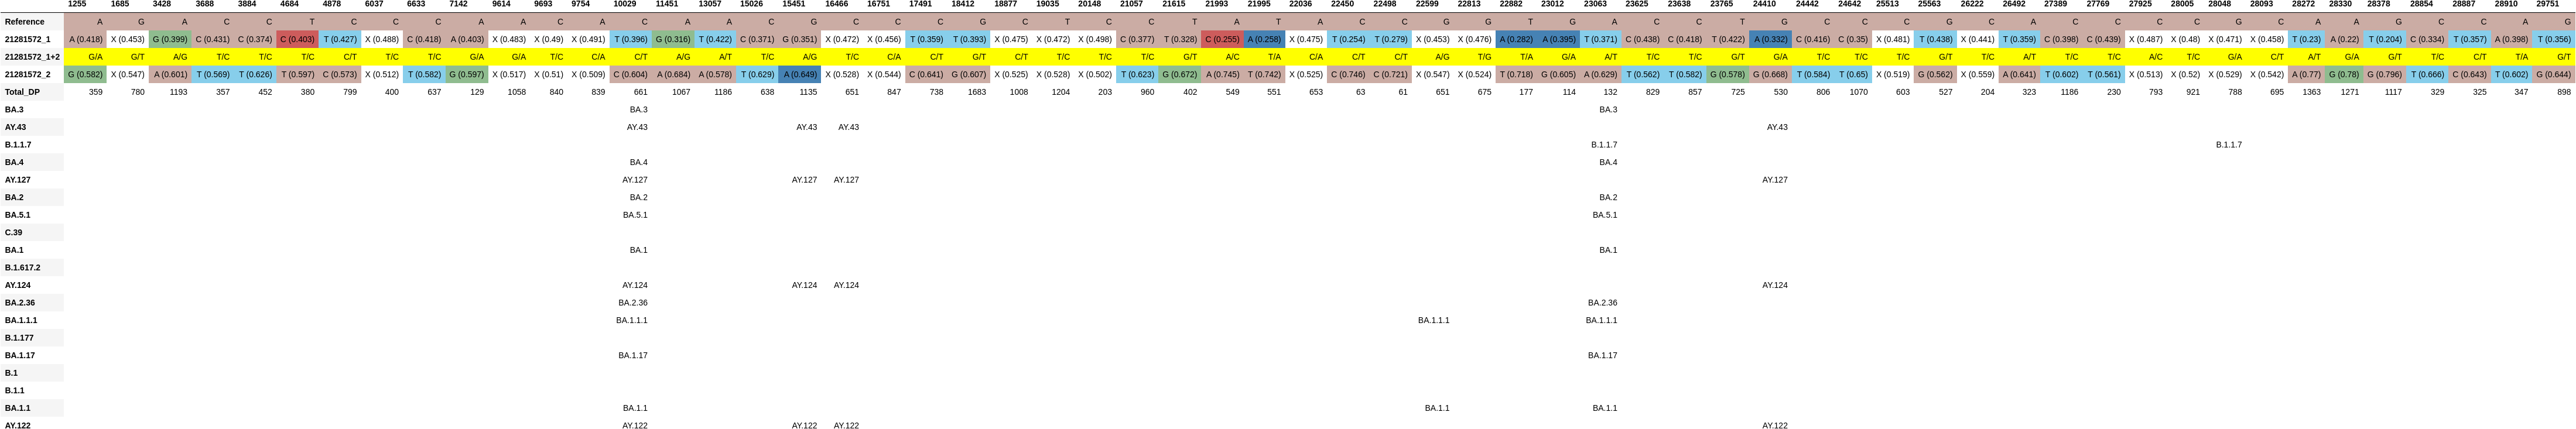 1255 1685 3428 3688 3884 4684 4878 6037 6633 7142 9614 9693 9754 10029 11451 13057 15026 15451 16466 16751 17491 18412 18877 19035 20148 21057 21615 21993 21995 22036 22450 22498 22599 22813 22882 23012 23063 23625 23638 23765 24410 24442 24642 25513 25563 26222 26492 27389 27769 27925 28005 28048 28093 28272 28330 28378 28854 28887 28910 29751
Reference A G A C C T C C C A A C A C A A C G C C C G C T C C T A T A C C G G T G A C C T G C C C G C A C C C C G C A A G C C A G
21281572_1 A (0.418) X (0.453) G (0.399) C (0.431) C (0.374) C (0.403) T (0.427) X (0.488) C (0.418) A (0.403) X (0.483) X (0.49) X (0.491) T (0.396) G (0.316) T (0.422) C (0.371) G (0.351) X (0.472) X (0.456) T (0.359) T (0.393) X (0.475) X (0.472) X (0.498) C (0.377) T (0.328) C (0.255) A (0.258) X (0.475) T (0.254) T (0.279) X (0.453) X (0.476) A (0.282) A (0.395) T (0.371) C (0.438) C (0.418) T (0.422) A (0.332) C (0.416) C (0.35) X (0.481) T (0.438) X (0.441) T (0.359) C (0.398) C (0.439) X (0.487) X (0.48) X (0.471) X (0.458) T (0.23) A (0.22) T (0.204) C (0.334) T (0.357) A (0.398) T (0.356)
21281572_1+2 G/A G/T A/G T/C T/C T/C C/T T/C T/C G/A G/A T/C C/A C/T A/G A/T T/C A/G T/C C/A C/T G/T C/T T/C T/C T/C G/T A/C T/A C/A C/T C/T A/G T/G T/A G/A A/T T/C T/C G/T G/A T/C T/C T/C G/T C/T A/T T/C T/C A/C T/C G/A C/T A/T G/A G/T T/C C/T T/A G/T
21281572_2 G (0.582) X (0.547) A (0.601) T (0.569) T (0.626) T (0.597) C (0.573) X (0.512) T (0.582) G (0.597) X (0.517) X (0.51) X (0.509) C (0.604) A (0.684) A (0.578) T (0.629) A (0.649) X (0.528) X (0.544) C (0.641) G (0.607) X (0.525) X (0.528) X (0.502) T (0.623) G (0.672) A (0.745) T (0.742) X (0.525) C (0.746) C (0.721) X (0.547) X (0.524) T (0.718) G (0.605) A (0.629) T (0.562) T (0.582) G (0.578) G (0.668) T (0.584) T (0.65) X (0.519) G (0.562) X (0.559) A (0.641) T (0.602) T (0.561) X (0.513) X (0.52) X (0.529) X (0.542) A (0.77) G (0.78) G (0.796) T (0.666) C (0.643) T (0.602) G (0.644)
Total_DP 359 780 1193 357 452 380 799 400 637 129 1058 840 839 661 1067 1186 638 1135 651 847 738 1683 1008 1204 203 960 402 549 551 653 63 61 651 675 177 114 132 829 857 725 530 806 1070 603 527 204 323 1186 230 793 921 788 695 1363 1271 1117 329 325 347 898
BA.3 BA.3 BA.3
AY.43 AY.43 AY.43 AY.43 AY.43
B.1.1.7 B.1.1.7 B.1.1.7
BA.4 BA.4 BA.4
AY.127 AY.127 AY.127 AY.127 AY.127
BA.2 BA.2 BA.2
BA.5.1 BA.5.1 BA.5.1
C.39
BA.1 BA.1 BA.1
B.1.617.2
AY.124 AY.124 AY.124 AY.124 AY.124
BA.2.36 BA.2.36 BA.2.36
BA.1.1.1 BA.1.1.1 BA.1.1.1 BA.1.1.1
B.1.177
BA.1.17 BA.1.17 BA.1.17
B.1
B.1.1
BA.1.1 BA.1.1 BA.1.1 BA.1.1
AY.122 AY.122 AY.122 AY.122 AY.122